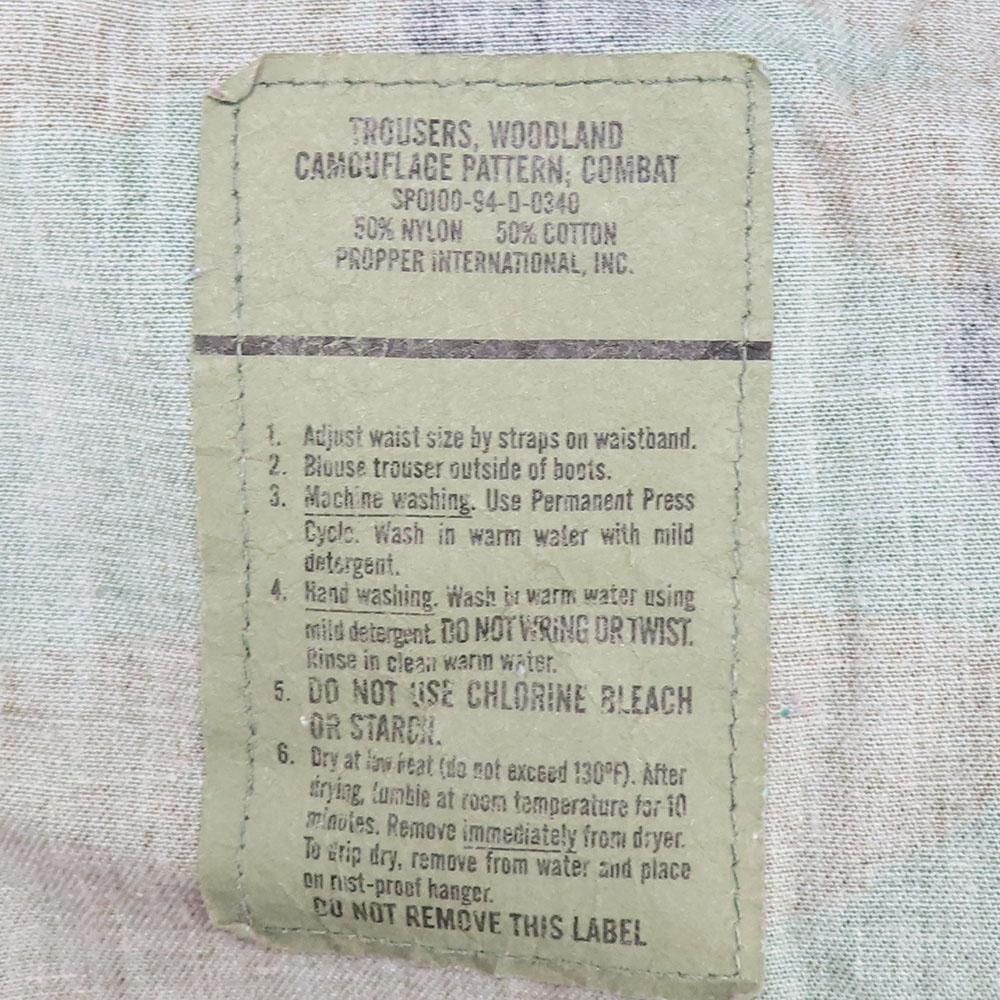 TROUSERS, WOODLAND
CAMOUFLAGE PATTERN; COMBAT
SPO100-94-D-0340
50% NYLON 50% COTTON
PROPPER INTERNATIONAL, INC.
1. Adjust waist size by straps on waistband.
2. Blouse trouser outside of boots.
3. Machine washing. Use Permanent Press
Cycle. Wash in warm water with mild
detergent.
4. Hand washing. Wash in warm water using
mild detergent. DO NOT WRING OR TWIST.
Rinse in clean warm water.
5. DO NOT USE CHLORINE BLEACH
OR STARCH.
6. Dry at low heat (do not exceed 130°F). After
drying, tumble at room temperature for 10
minutes. Remove immediately from dryer.
To drip dry, remove from water and place
on rust-proof hanger.
DO NOT REMOVE THIS LABEL